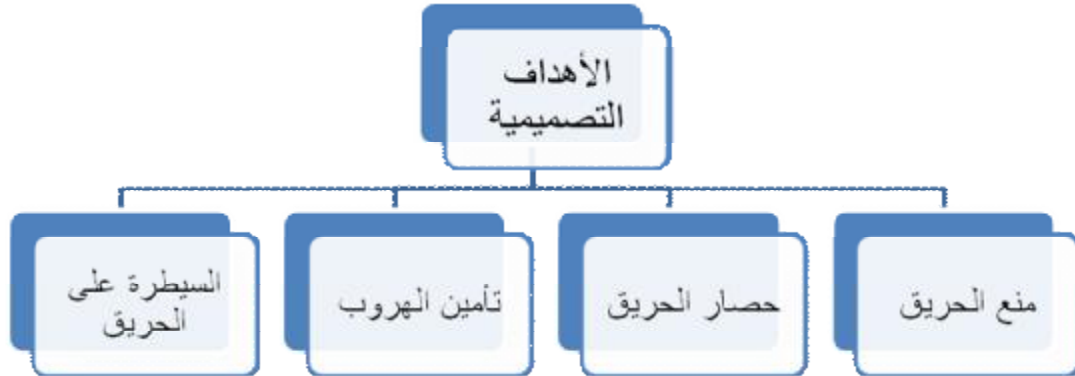 الأهداف
التصميمية
منع الحريق
حصار الحريق
تأمين الهروب
السيطرة على
الحريق